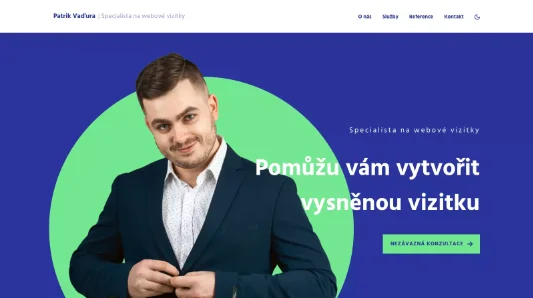 Patrik Vaďura | Specialista na webové vizitky
O nás Služby Reference Kontakt
Specialista na webové vizitky
Pomůžu vám vytvořit
vysněnou vizitku
NEZÁVAZNÁ KONZULTACE →